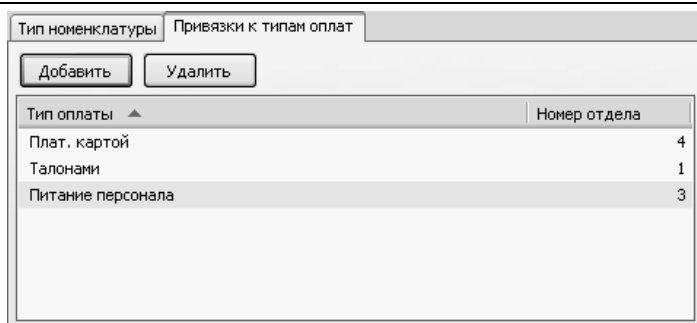 Тип номенклатуры Привязки к типам оплат
Добавить Удалить
Тип оплаты Номер отдела
Плат. картой 4
Талонами 1
Питание персонала 3